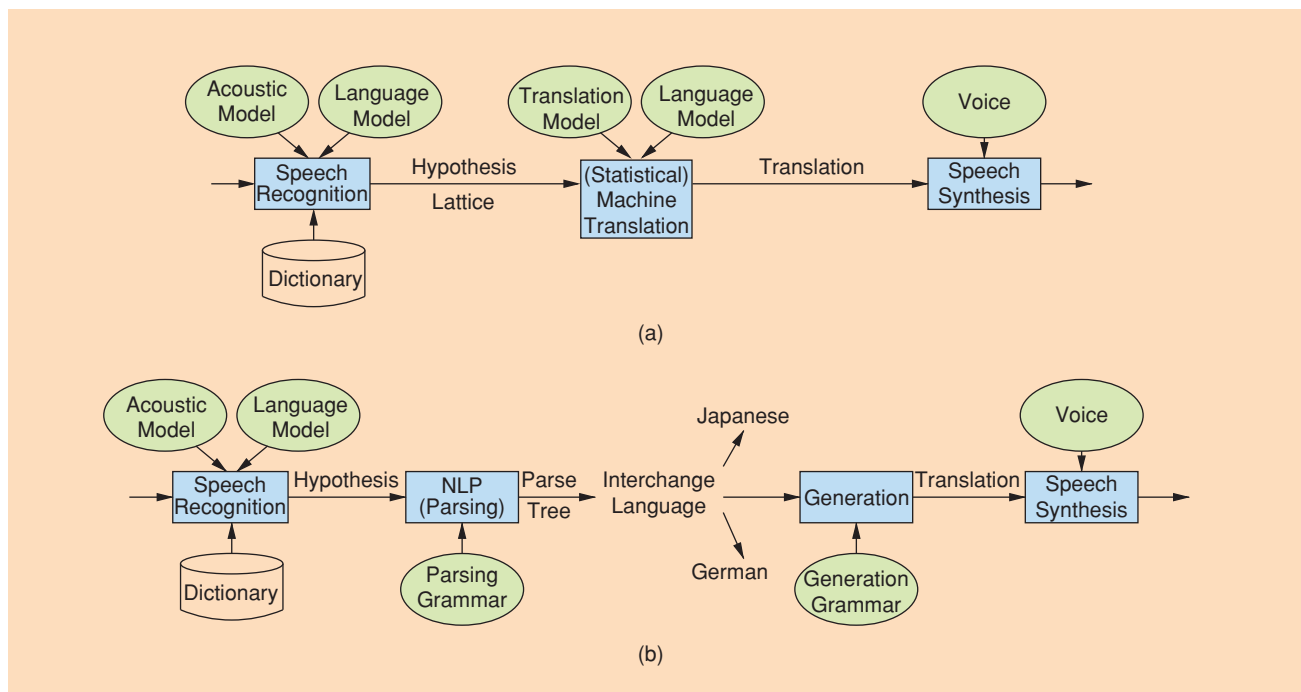 Acoustic
Model
Language
Model
Translation
Model
Language
Model
Voice
Speech
Recognition
Hypothesis
Lattice
(Statistical)
Machine
Translation
Translation
Speech
Synthesis
Dictionary
(a)
Acoustic
Model
Language
Model
Voice
Japanese
Speech
Recognition
Hypothesis
NLP
(Parsing)
Parse
Tree
Interchange
Language
Generation
Translation
Speech
Synthesis
German
Dictionary
Parsing
Grammar
Generation
Grammar
(b)